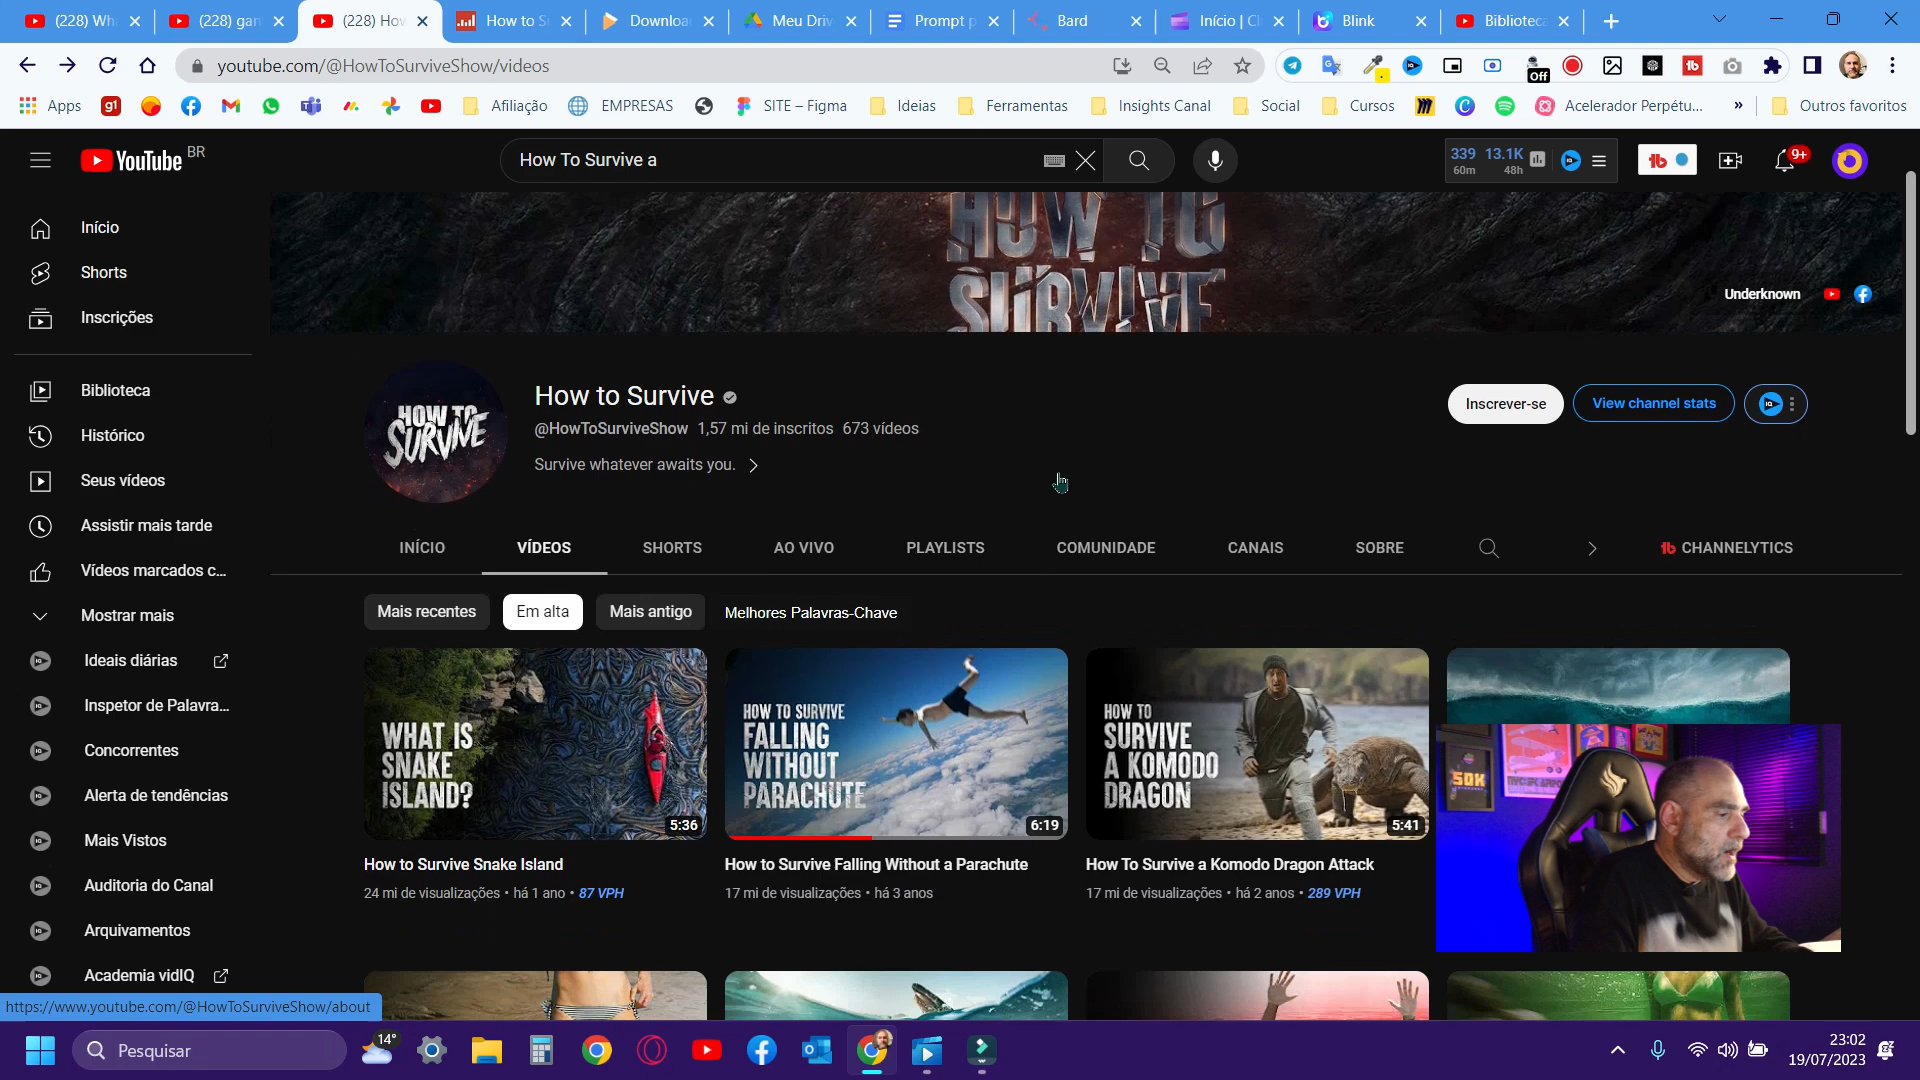 (228) Wh
(228) gan
(228) Hov
How to S
Downloa
Meu Driv
Prompt p
Bard
Início | Cl
Blink
Bibliotec
youtube.com/@HowToSurviveShow/videos
Off
Apps
g1
Afiliação
EMPRESAS
SITE – Figma
Ideias
Ferramentas
Insights Canal
Social
Cursos
Acelerador Perpétu...
»
Outros favoritos
YouTube BR
How To Survive a
339 13.1K
60m 48h
9+
Início
Shorts
Inscrições
Biblioteca
Histórico
Seus vídeos
Assistir mais tarde
Vídeos marcados c...
Mostrar mais
Ideais diárias
Inspetor de Palavra...
Concorrentes
Alerta de tendências
Mais Vistos
Auditoria do Canal
Arquivamentos
Academia vidIQ
HOW TO
SURVIVE
Underknown
HOW TO
SURVIVE
How to Survive
@HowToSurviveShow 1,57 mi de inscritos 673 vídeos
Survive whatever awaits you.
Inscrever-se
View channel stats
INÍCIO
VÍDEOS
SHORTS
AO VIVO
PLAYLISTS
COMUNIDADE
CANAIS
SOBRE
CHANNELYTICS
Mais recentes
Em alta
Mais antigo
Melhores Palavras-Chave
WHAT IS
SNAKE
ISLAND?
5:36
How to Survive Snake Island
24 mi de visualizações • há 1 ano • 87 VPH
HOW TO SURVIVE
FALLING
WITHOUT
PARACHUTE
6:19
How to Survive Falling Without a Parachute
17 mi de visualizações • há 3 anos
HOW TO
SURVIVE
A KOMODO
DRAGON
5:41
How To Survive a Komodo Dragon Attack
17 mi de visualizações • há 2 anos • 289 VPH
50K
https://www.youtube.com/@HowToSurviveShow/about
Pesquisar
14°
23:02
19/07/2023